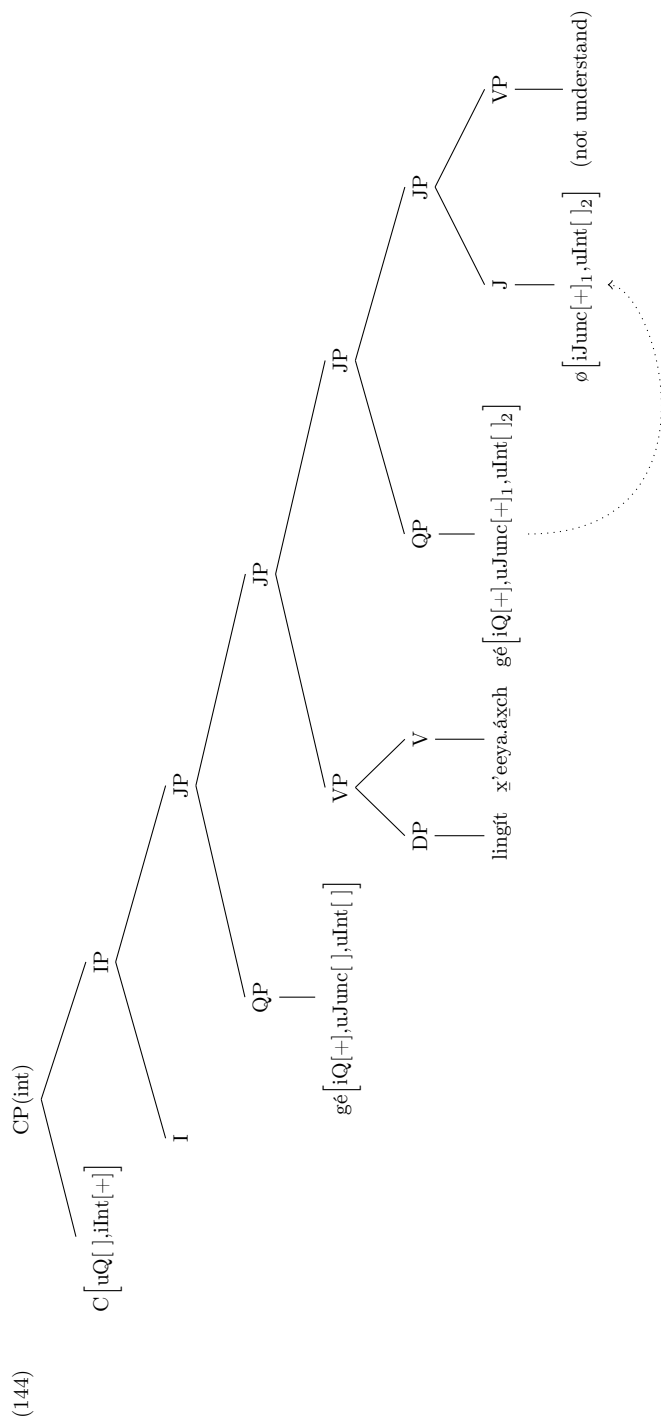 (144)
CP(int)
C[uQ[ ],iInt[+]]
IP
I
JP
QP
gé[iQ[+],uJunc[ ],uInt[ ]]
JP
VP
DP
lingít
V
x̱'eeya.áx̱ch
JP
QP
gé[iQ[+],uJunc[+]₁,uInt[ ]₂]
JP
J
ø[iJunc[+]₁,uInt[ ]₂]
VP
(not understand)